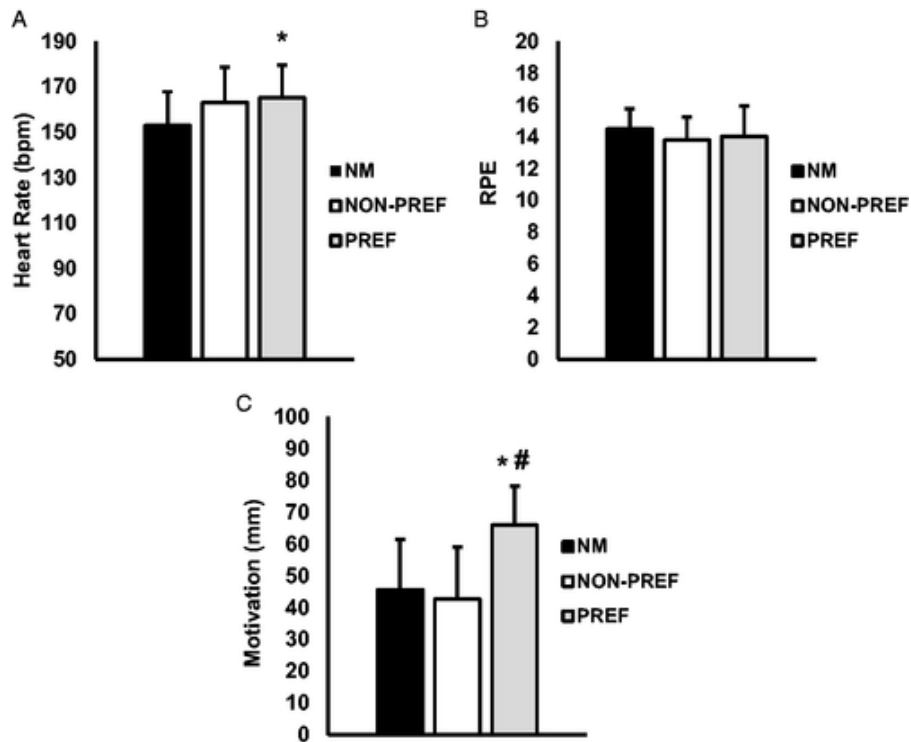 A
Heart Rate (bpm)
190
170
150
130
110
90
70
50
*
NM
NON-PREF
PREF
B
RPE
20
18
16
14
12
10
8
6
4
2
0
NM
NON-PREF
PREF
C
Motivation (mm)
100
90
80
70
60
50
40
30
20
10
0
* #
NM
NON-PREF
PREF